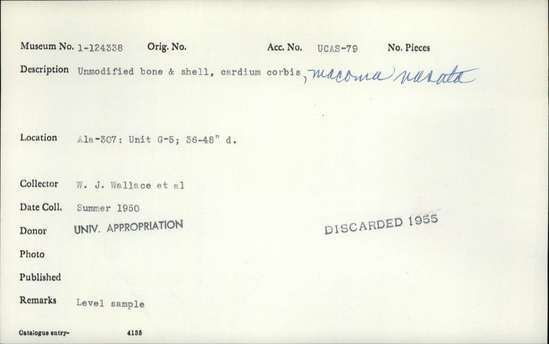 Museum No. 1-124338 Orig. No. Acc. No. UCAS-79 No. Pieces
Description Unmodified bone & shell, cardium corbis, macoma nasuta
Location Ala-307: Unit G-5; 36-48" d.
Collector W. J. Wallace et al
Date Coll. Summer 1950
Donor UNIV. APPROPRIATION DISCARDED 1955
Photo
Published
Remarks Level sample
Catalogue entry- 4135